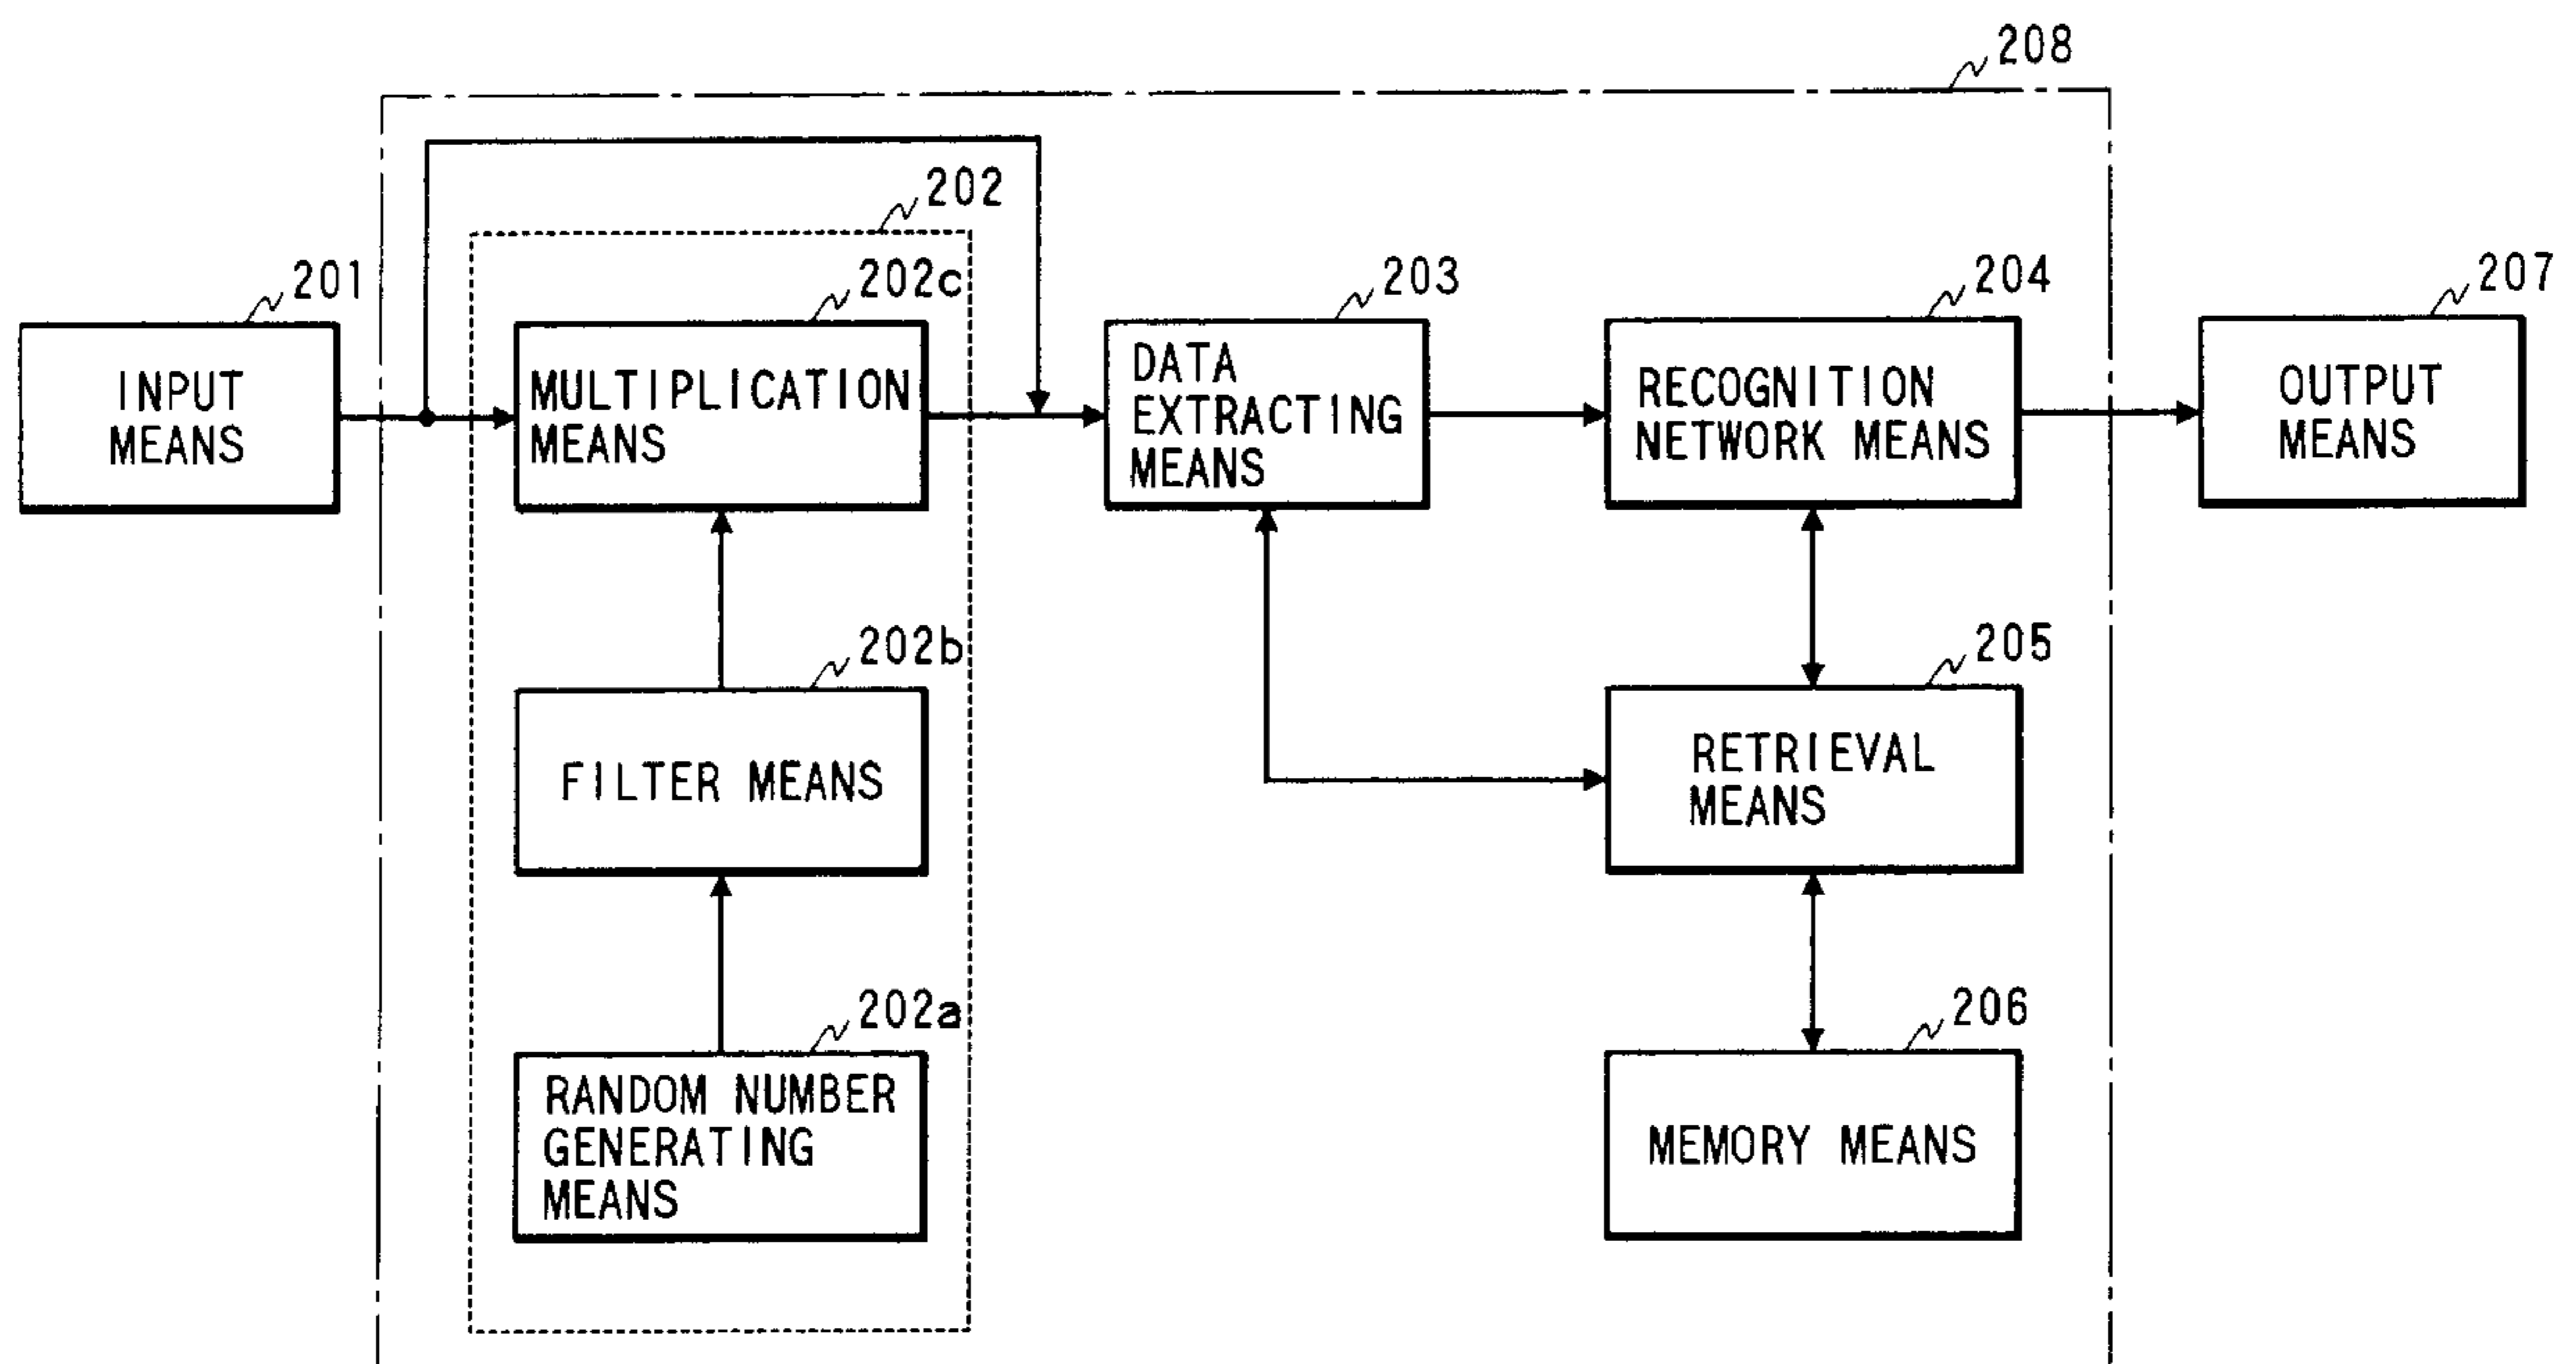 208
202
201
202c
203
204
207
INPUT
MEANS
MULTIPLICATION
MEANS
DATA
EXTRACTING
MEANS
RECOGNITION
NETWORK MEANS
OUTPUT
MEANS
202b
205
FILTER MEANS
RETRIEVAL
MEANS
202a
206
RANDOM NUMBER
GENERATING
MEANS
MEMORY MEANS